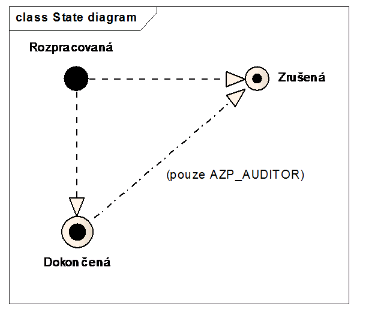 class State diagram
Rozpracovaná
Zrušená
(pouze AZP_AUDITOR)
Dokončená